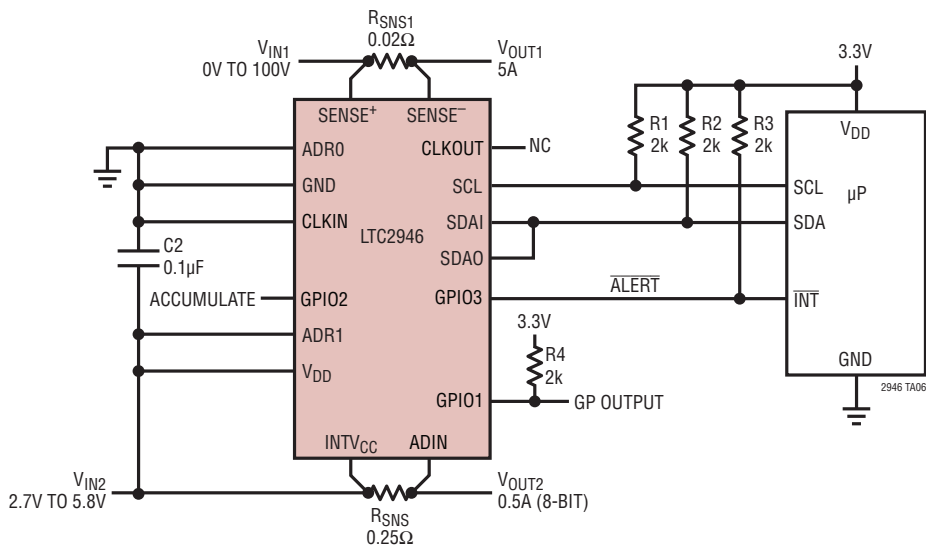 RSNS1
0.02Ω
VIN1
0V TO 100V
VOUT1
5A
3.3V
SENSE+ SENSE−
ADR0
GND
CLKIN
GPIO2
ADR1
VDD
INTVCC
LTC2946
CLKOUT
SCL
SDAI
SDAO
GPIO3
GPIO1
ADIN
NC
C2
0.1µF
ACCUMULATE
R1
2k
R2
2k
R3
2k
VDD
SCL
µP
SDA
INT
GND
ALERT
3.3V
R4
2k
GP OUTPUT
2946 TA06
VIN2
2.7V TO 5.8V
VOUT2
0.5A (8-BIT)
RSNS
0.25Ω